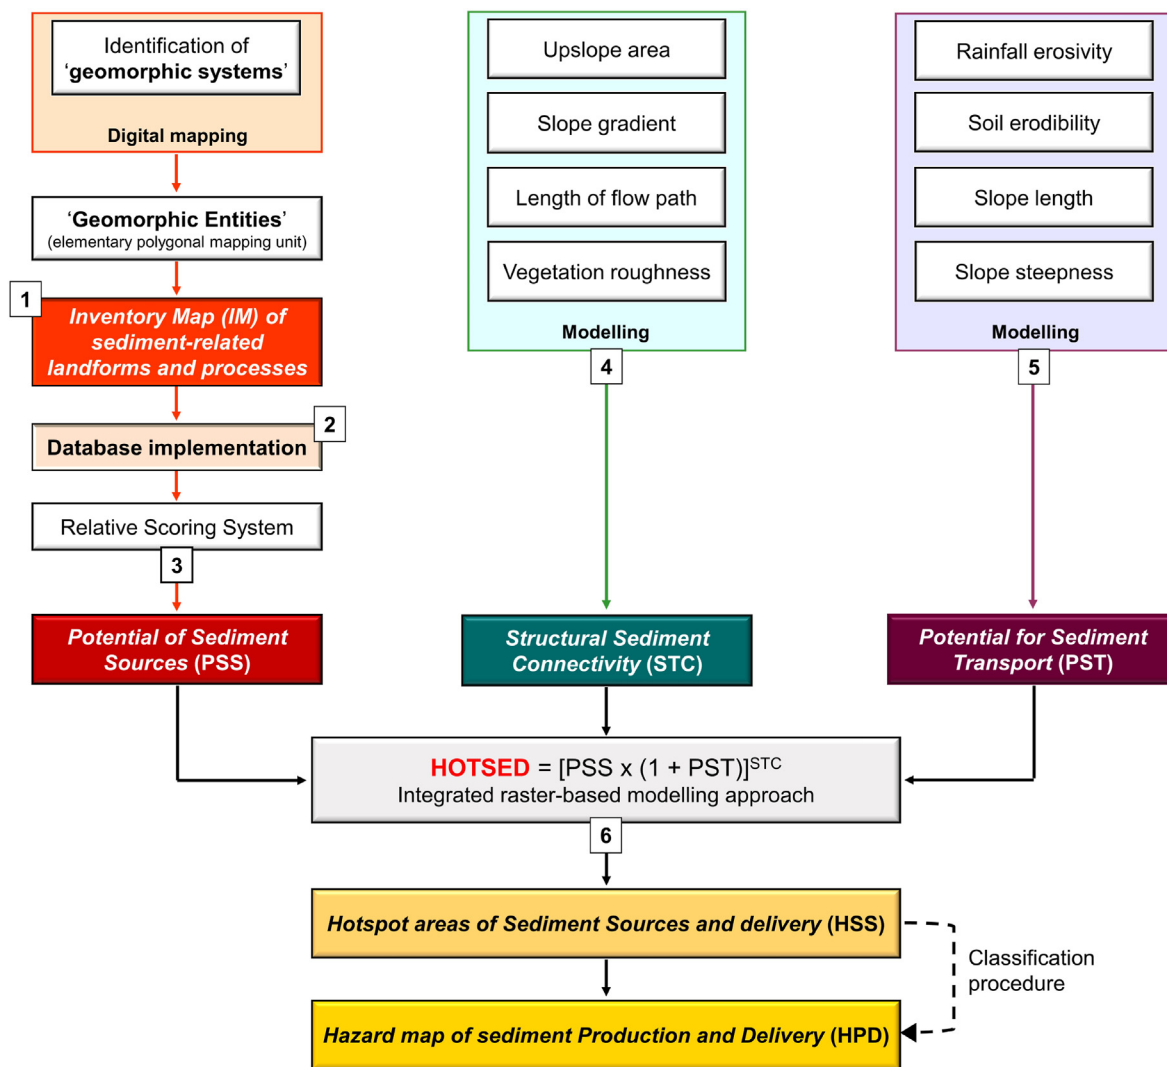 Identification of
‘geomorphic systems’
Digital mapping
‘Geomorphic Entities’
(elementary polygonal mapping unit)
1
Inventory Map (IM) of
sediment-related
landforms and processes
2
Database implementation
Relative Scoring System
3
Potential of Sediment
Sources (PSS)
Upslope area
Slope gradient
Length of flow path
Vegetation roughness
Modelling
4
Structural Sediment
Connectivity (STC)
Rainfall erosivity
Soil erodibility
Slope length
Slope steepness
Modelling
5
Potential for Sediment
Transport (PST)
HOTSED = [PSS x (1 + PST)]STC
Integrated raster-based modelling approach
6
Hotspot areas of Sediment Sources and delivery (HSS)
Classification
procedure
Hazard map of sediment Production and Delivery (HPD)